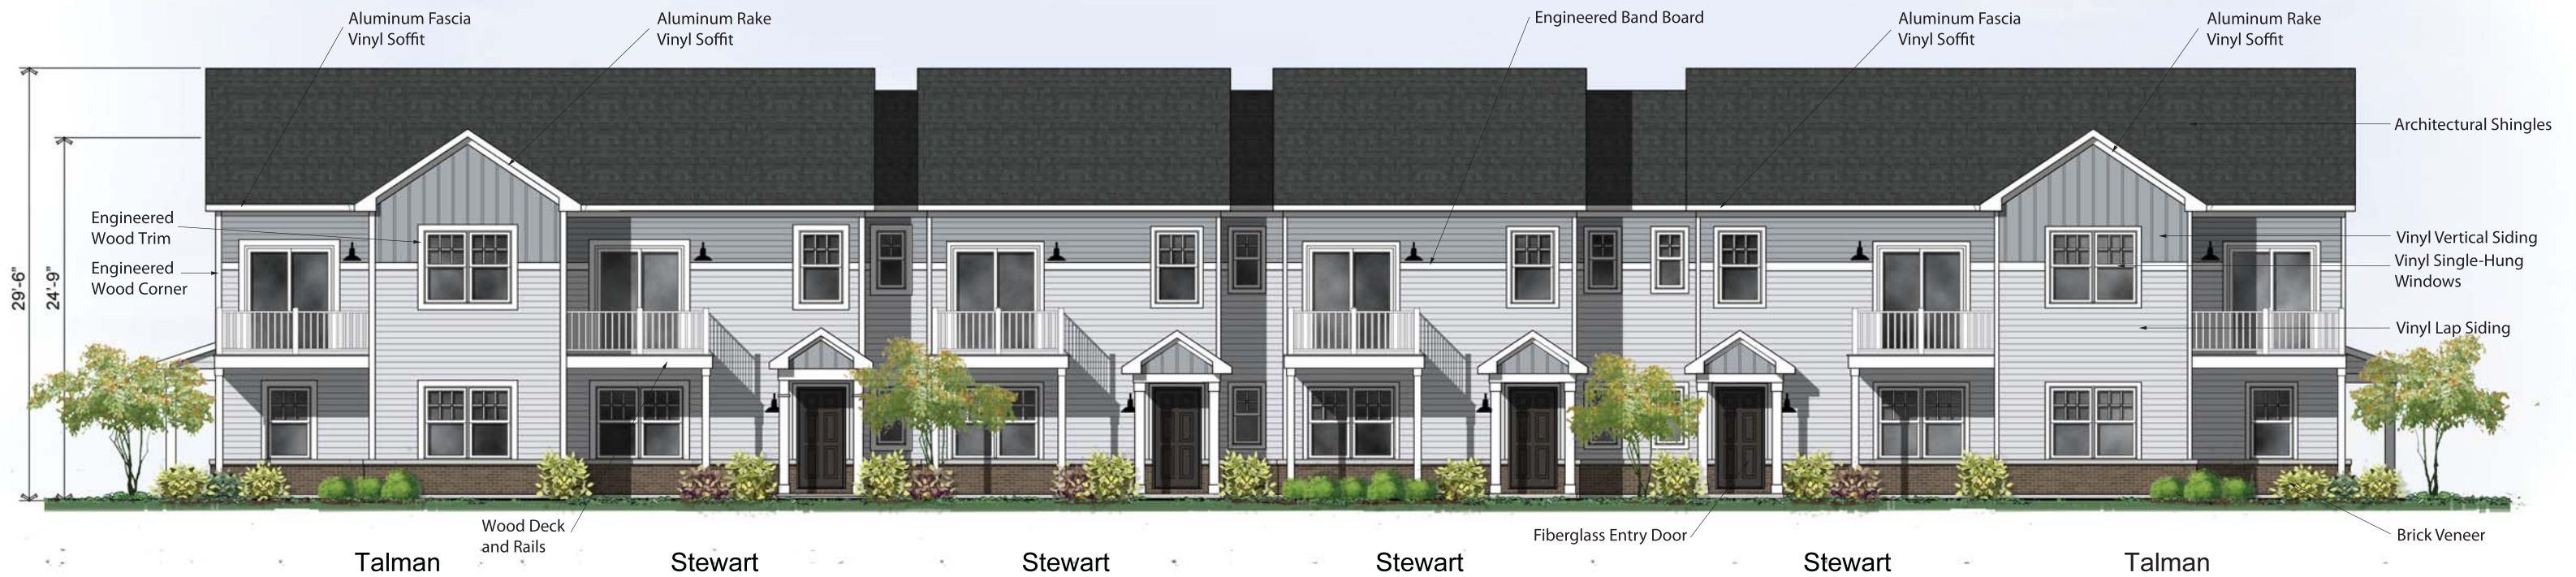 Aluminum Fascia
Vinyl Soffit
Aluminum Rake
Vinyl Soffit
Engineered Band Board
Aluminum Fascia
Vinyl Soffit
Aluminum Rake
Vinyl Soffit
Architectural Shingles
29'-6"
24'-9"
Engineered
Wood Trim
Engineered
Wood Corner
Vinyl Vertical Siding
Vinyl Single-Hung
Windows
Vinyl Lap Siding
Wood Deck
and Rails
Fiberglass Entry Door
Brick Veneer
Talman
Stewart
Stewart
Stewart
Stewart
Talman